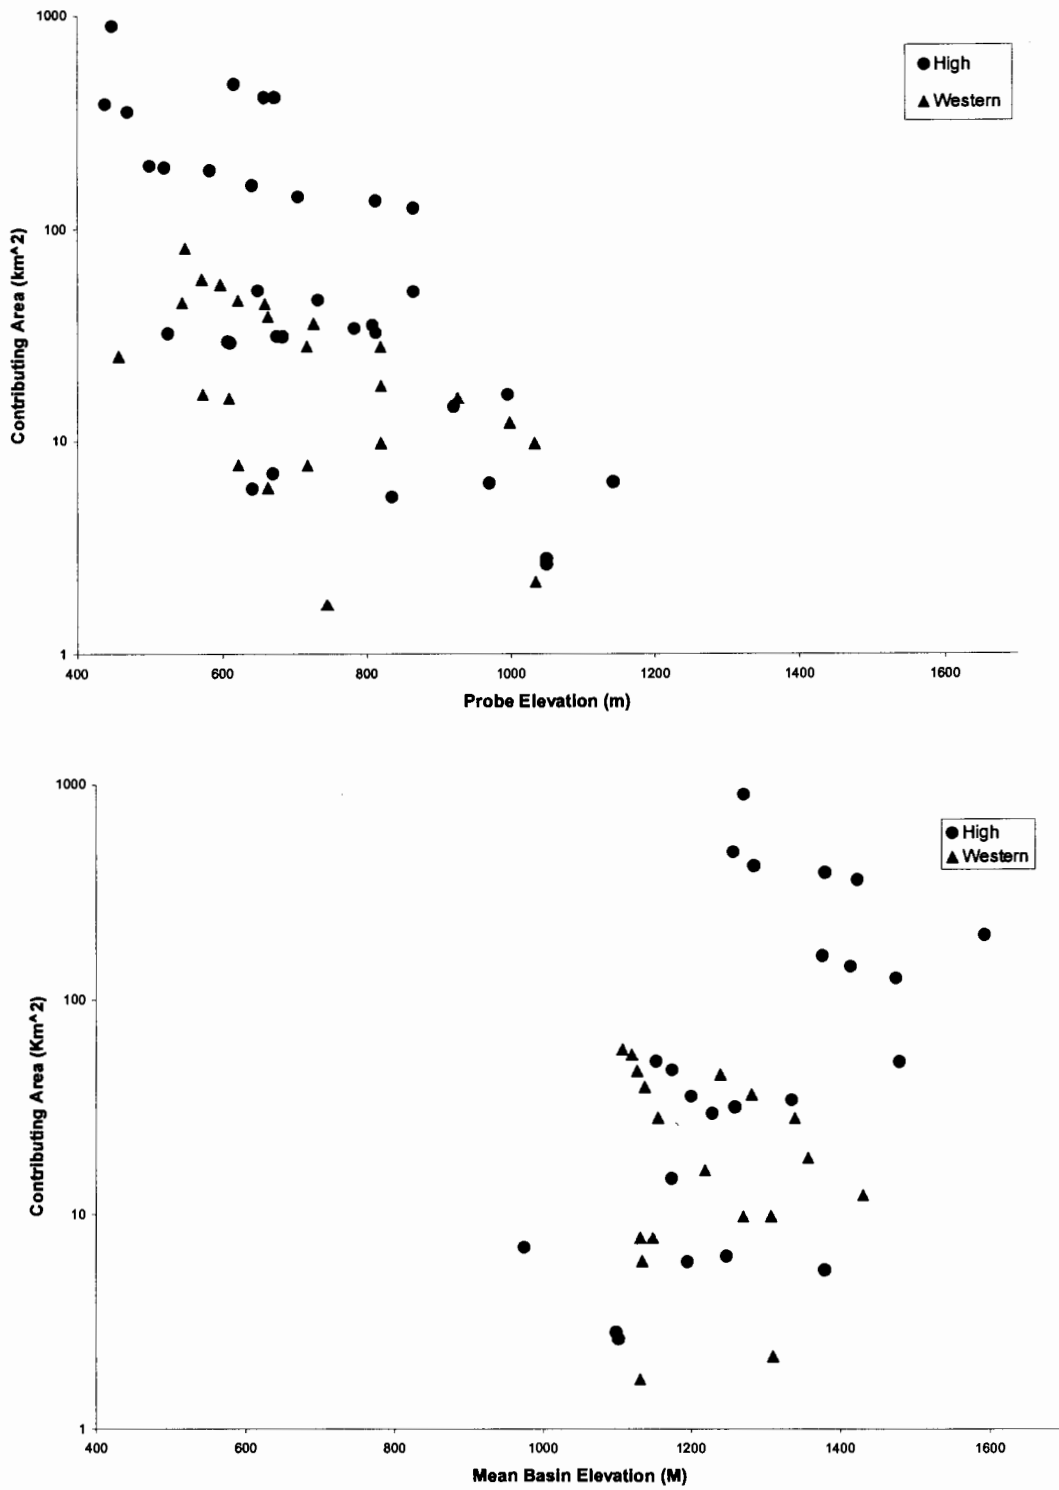 1000
High
Western
100
Contributing Area (km^2)
10
1
400 600 800 1000 1200 1400 1600
Probe Elevation (m)
1000
High
Western
100
Contributing Area (Km^2)
10
1
400 600 800 1000 1200 1400 1600
Mean Basin Elevation (M)